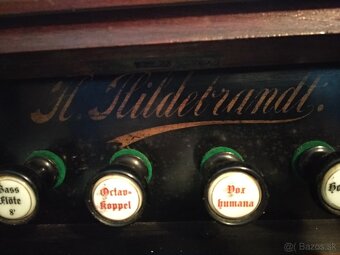 H. Hildebrandt.
Bass
Flöte
8'
Octav-
Koppel
Vox
humana
Bazos.sk